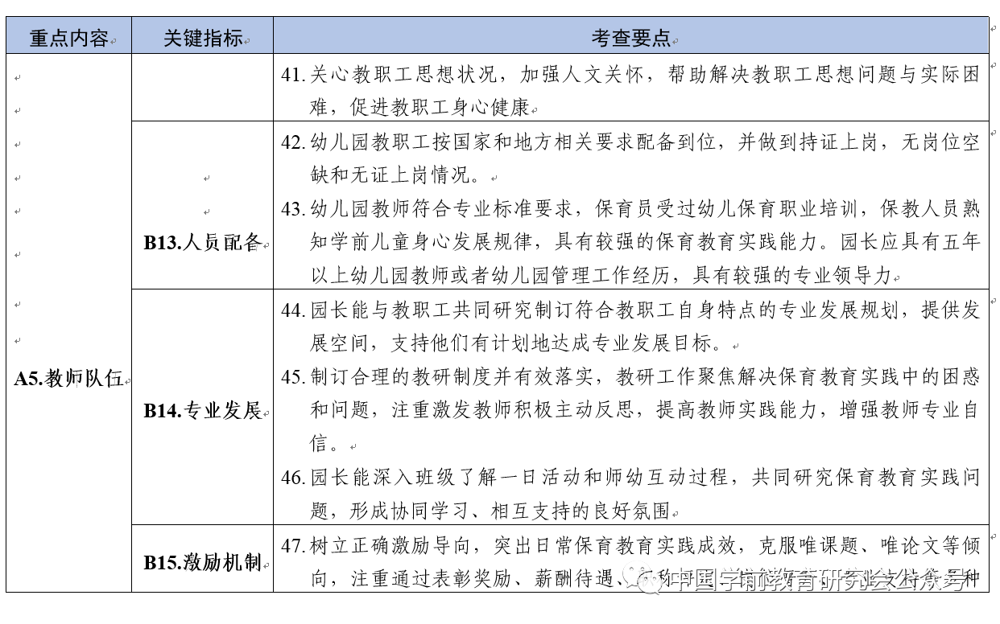 重点内容 关键指标 考查要点
41. 关心教职工思想状况，加强人文关怀，帮助解决教职工思想问题与实际困
难，促进教职工身心健康
42. 幼儿园教职工按国家和地方相关要求配备到位，并做到持证上岗，无岗位空
缺和无证上岗情况。
43. 幼儿园教师符合专业标准要求，保育员受过幼儿保育职业培训，保教人员熟
B13.人员配备 知学前儿童身心发展规律，具有较强的保育教育实践能力。园长应具有五年
以上幼儿园教师或者幼儿园管理工作经历，具有较强的专业领导力
44. 园长能与教职工共同研究制订符合教职工自身特点的专业发展规划，提供发
展空间，支持他们有计划地达成专业发展目标。
A5.教师队伍 45. 制订合理的教研制度并有效落实，教研工作聚焦解决保育教育实践中的困惑
B14.专业发展 和问题，注重激发教师积极主动反思，提高教师实践能力，增强教师专业自
信。
46. 园长能深入班级了解一日活动和师幼互动过程，共同研究保育教育实践问
题，形成协同学习、相互支持的良好氛围
B15.激励机制 47. 树立正确激励导向，突出日常保育教育实践成效，克服唯课题、唯论文等倾
向，注重通过表彰奖励、薪酬待遇、
中国学前教育研究会公众号